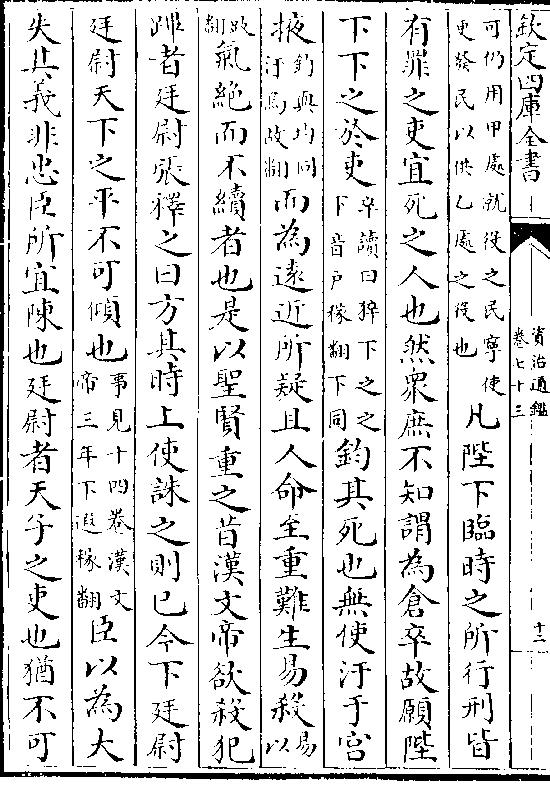 欽定四庫全書
資治通鑑
卷七十三
十二
可仍用甲處就役之民寧使
更發民以供乙處之役也
凡陛下臨時之所行刑皆
有罪之吏宜死之人也然衆庶不知謂為倉卒故願陛
下下之於吏
卒讀曰猝下之之
下音戶稼翻下同
鈞其死也無使汙于宫
掖
鈞與均同
汙烏故翻
而為遠近所疑且人命至重難生易殺
易
以
豉
翻
氣絶而不續者也是以聖賢重之昔漢文帝欲殺犯
蹕者廷尉張釋之曰方其時上使誅之則已今下廷尉
廷尉天下之平不可傾也
事見十四卷漢文
帝三年下遐稼翻
臣以為大
失其義非忠臣所宜陳也廷尉者天子之吏也猶不可